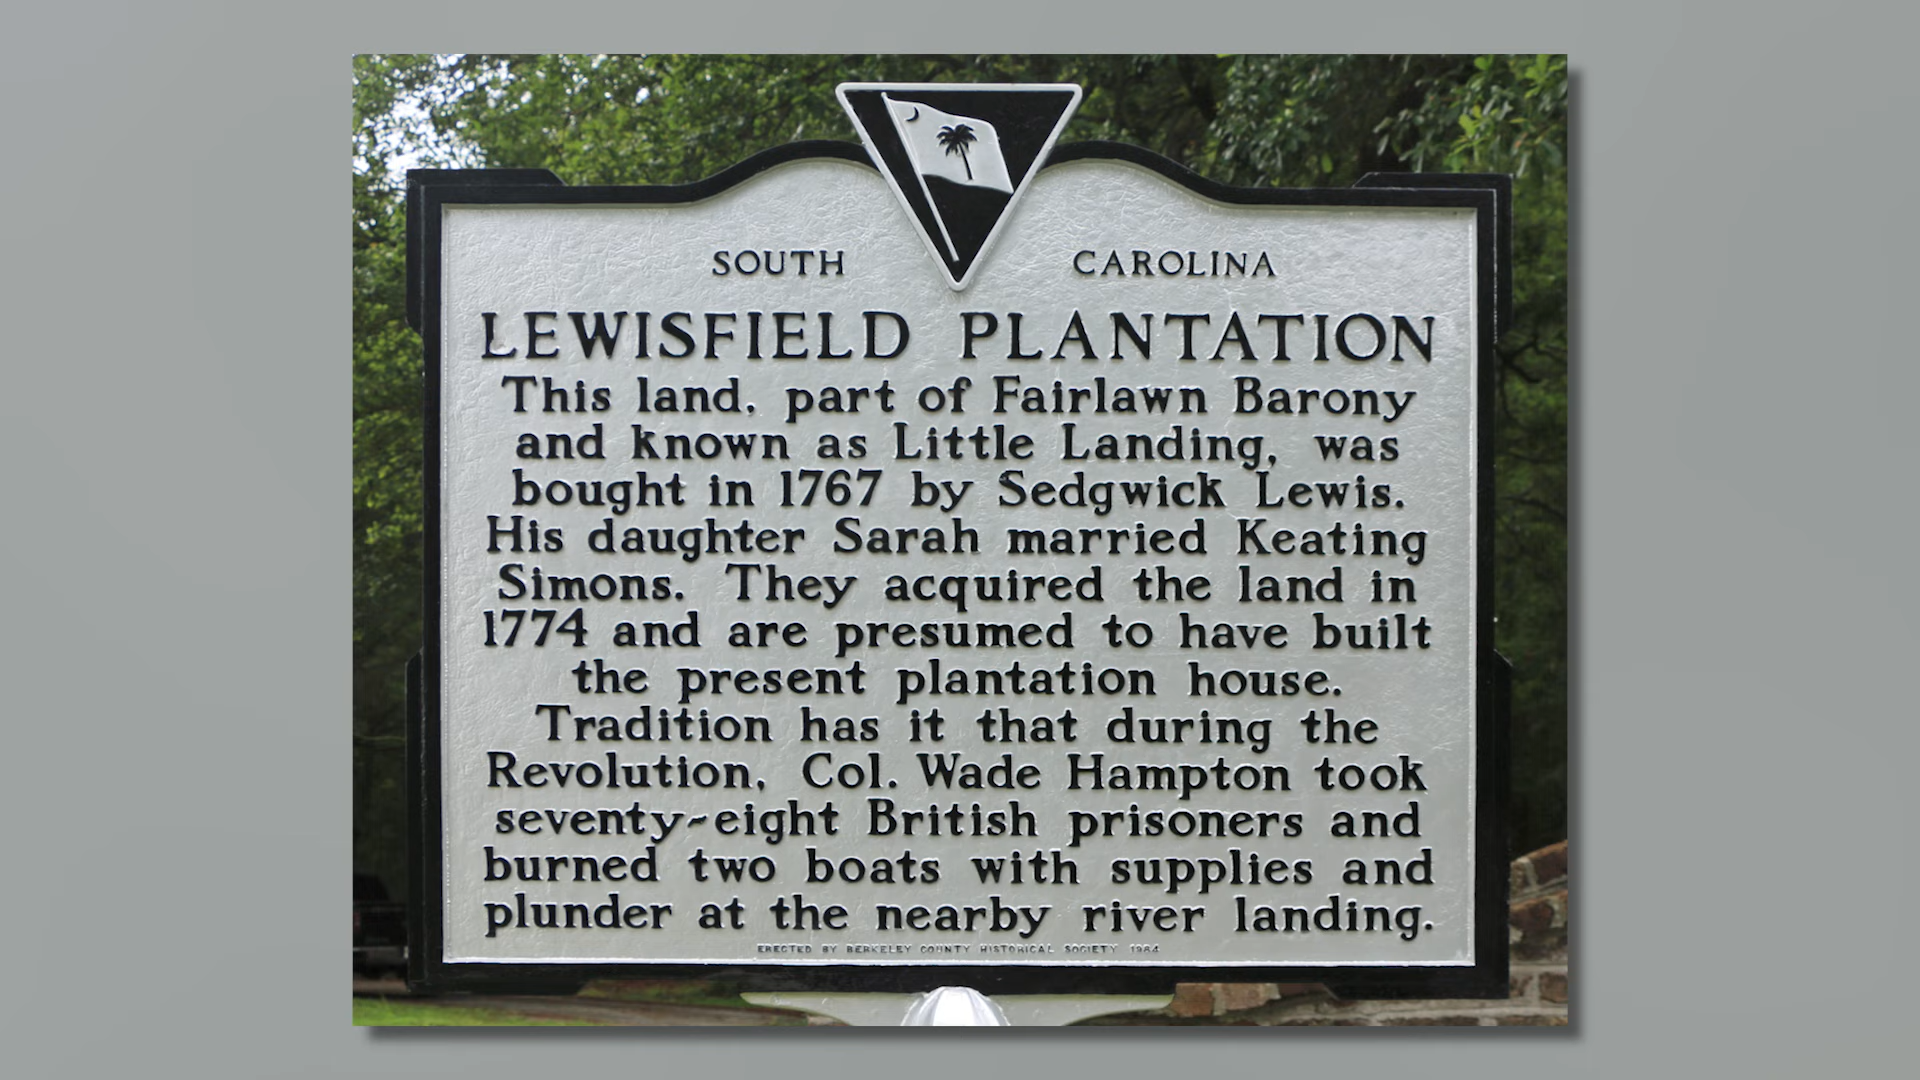 SOUTH CAROLINA
LEWISFIELD PLANTATION
This land, part of Fairlawn Barony
and known as Little Landing, was
bought in 1767 by Sedgwick Lewis.
His daughter Sarah married Keating
Simons. They acquired the land in
1774 and are presumed to have built
the present plantation house.
Tradition has it that during the
Revolution, Col. Wade Hampton took
seventy-eight British prisoners and
burned two boats with supplies and
plunder at the nearby river landing.
ERECTED BY BERKELEY COUNTY HISTORICAL SOCIETY 1984